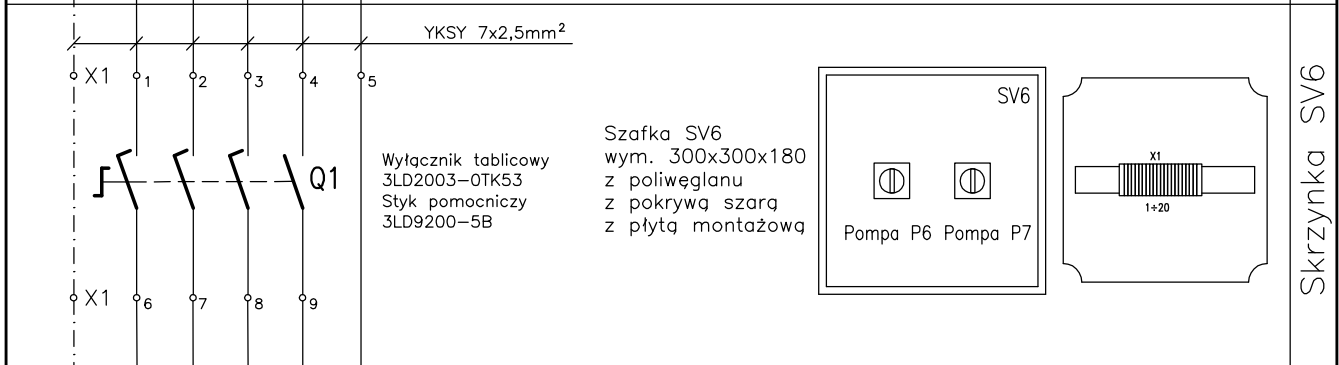 YKSY 7x2,5mm²
X1 1 2 3 4 5
Wyłącznik tablicowy
3LD2003-0TK53
Styk pomocniczy
3LD9200-5B
Q1
X1 6 7 8 9
Szafka SV6
wym. 300x300x180
z poliwęglanu
z pokrywą szarą
z płytą montażową
SV6
Pompa P6 Pompa P7
X1
1÷20
Skrzynka SV6